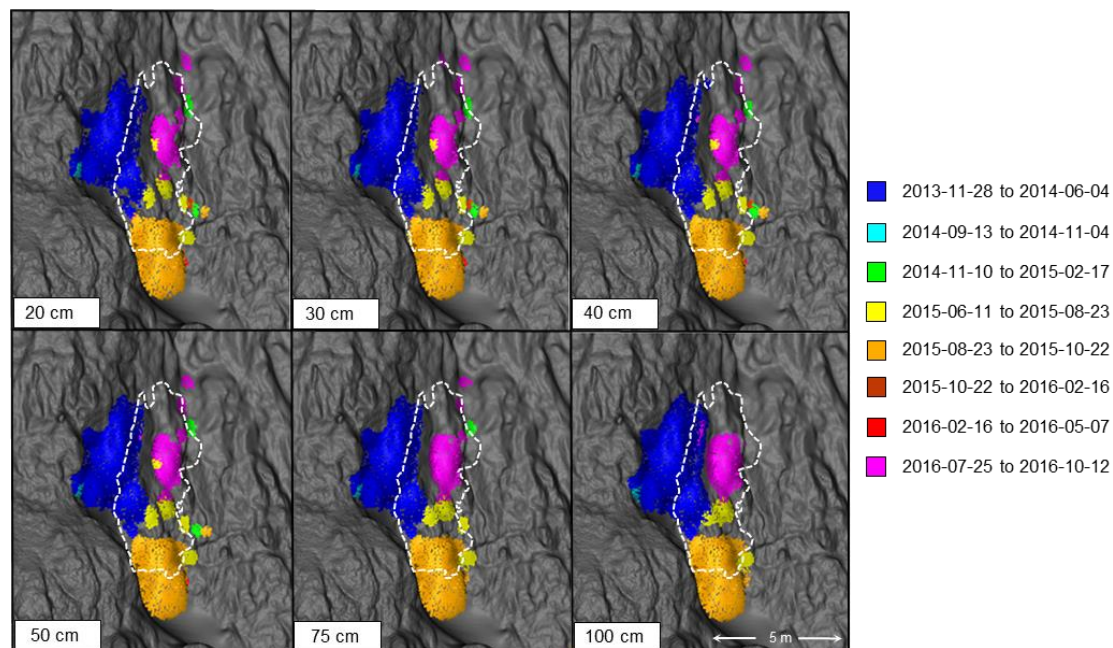 20 cm
30 cm
40 cm
50 cm
75 cm
100 cm
5 m
2013-11-28 to 2014-06-04
2014-09-13 to 2014-11-04
2014-11-10 to 2015-02-17
2015-06-11 to 2015-08-23
2015-08-23 to 2015-10-22
2015-10-22 to 2016-02-16
2016-02-16 to 2016-05-07
2016-07-25 to 2016-10-12